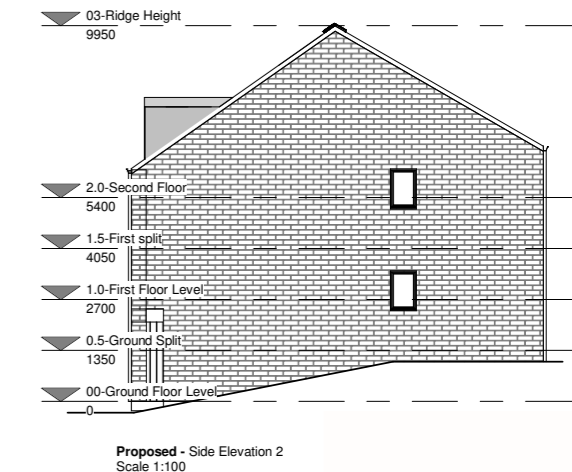 03-Ridge Height
9950
2.0-Second Floor
5400
1.5-First split
4050
1.0-First Floor Level
2700
0.5-Ground Split
1350
00-Ground Floor Level
0
Proposed - Side Elevation 2
Scale 1:100